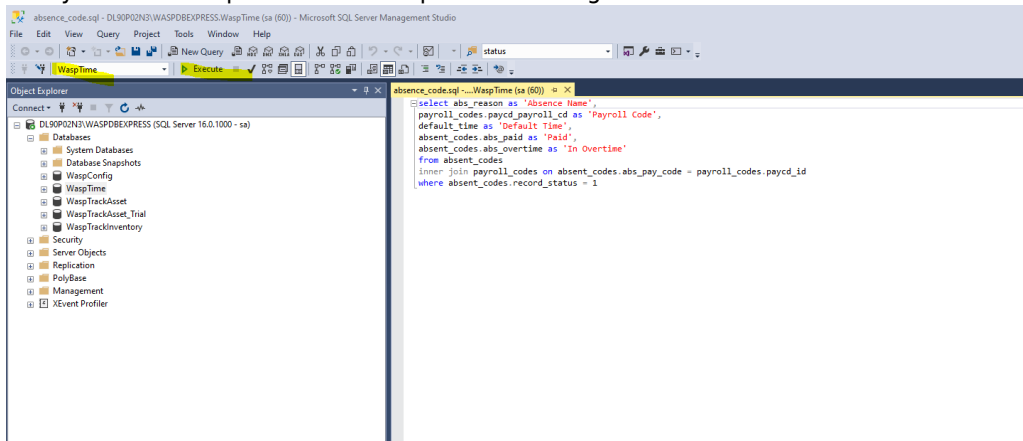 absence_code.sql - DL90P02N3\WASPDBEXPRESS.WaspTime (sa (60)) - Microsoft SQL Server Management Studio
File Edit View Query Project Tools Window Help
New Query
status
WaspTime
Execute
Object Explorer
absence_code.sql -....WaspTime (sa (60))
Connect
DL90P02N3\WASPDBEXPRESS (SQL Server 16.0.1000 - sa)
Databases
System Databases
Database Snapshots
WaspConfig
WaspTime
WaspTrackAsset
WaspTrackAsset_Trial
WaspTrackInventory
Security
Server Objects
Replication
PolyBase
Management
XEvent Profiler
select abs_reason as 'Absence Name',
payroll_codes.paycd_payroll_cd as 'Payroll Code',
default_time as 'Default Time',
absent_codes.abs_paid as 'Paid',
absent_codes.abs_overtime as 'In Overtime'
from absent_codes
inner join payroll_codes on absent_codes.abs_pay_code = payroll_codes.paycd_id
where absent_codes.record_status = 1